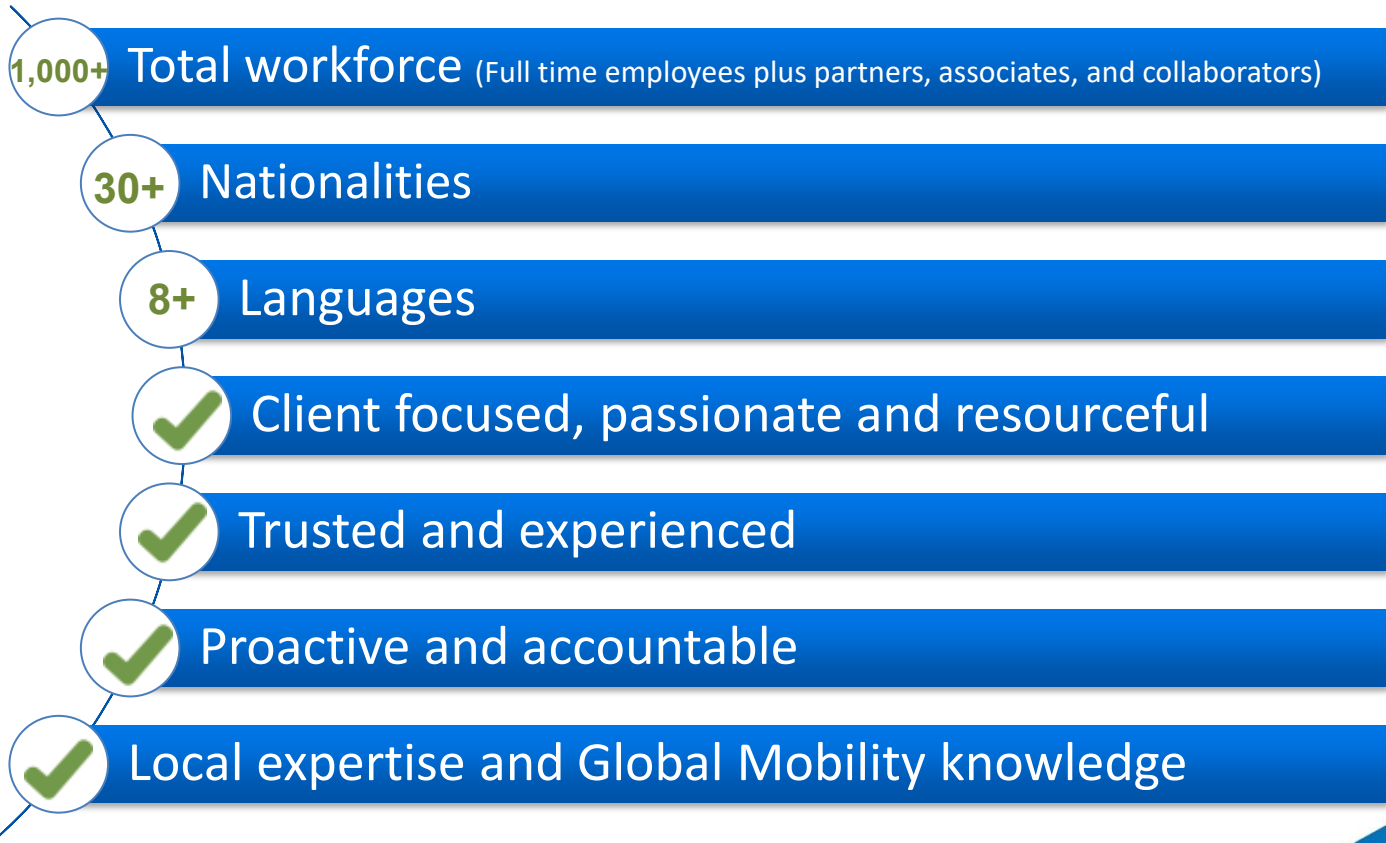 1,000+ Total workforce (Full time employees plus partners, associates, and collaborators)
30+ Nationalities
8+ Languages
Client focused, passionate and resourceful
Trusted and experienced
Proactive and accountable
Local expertise and Global Mobility knowledge